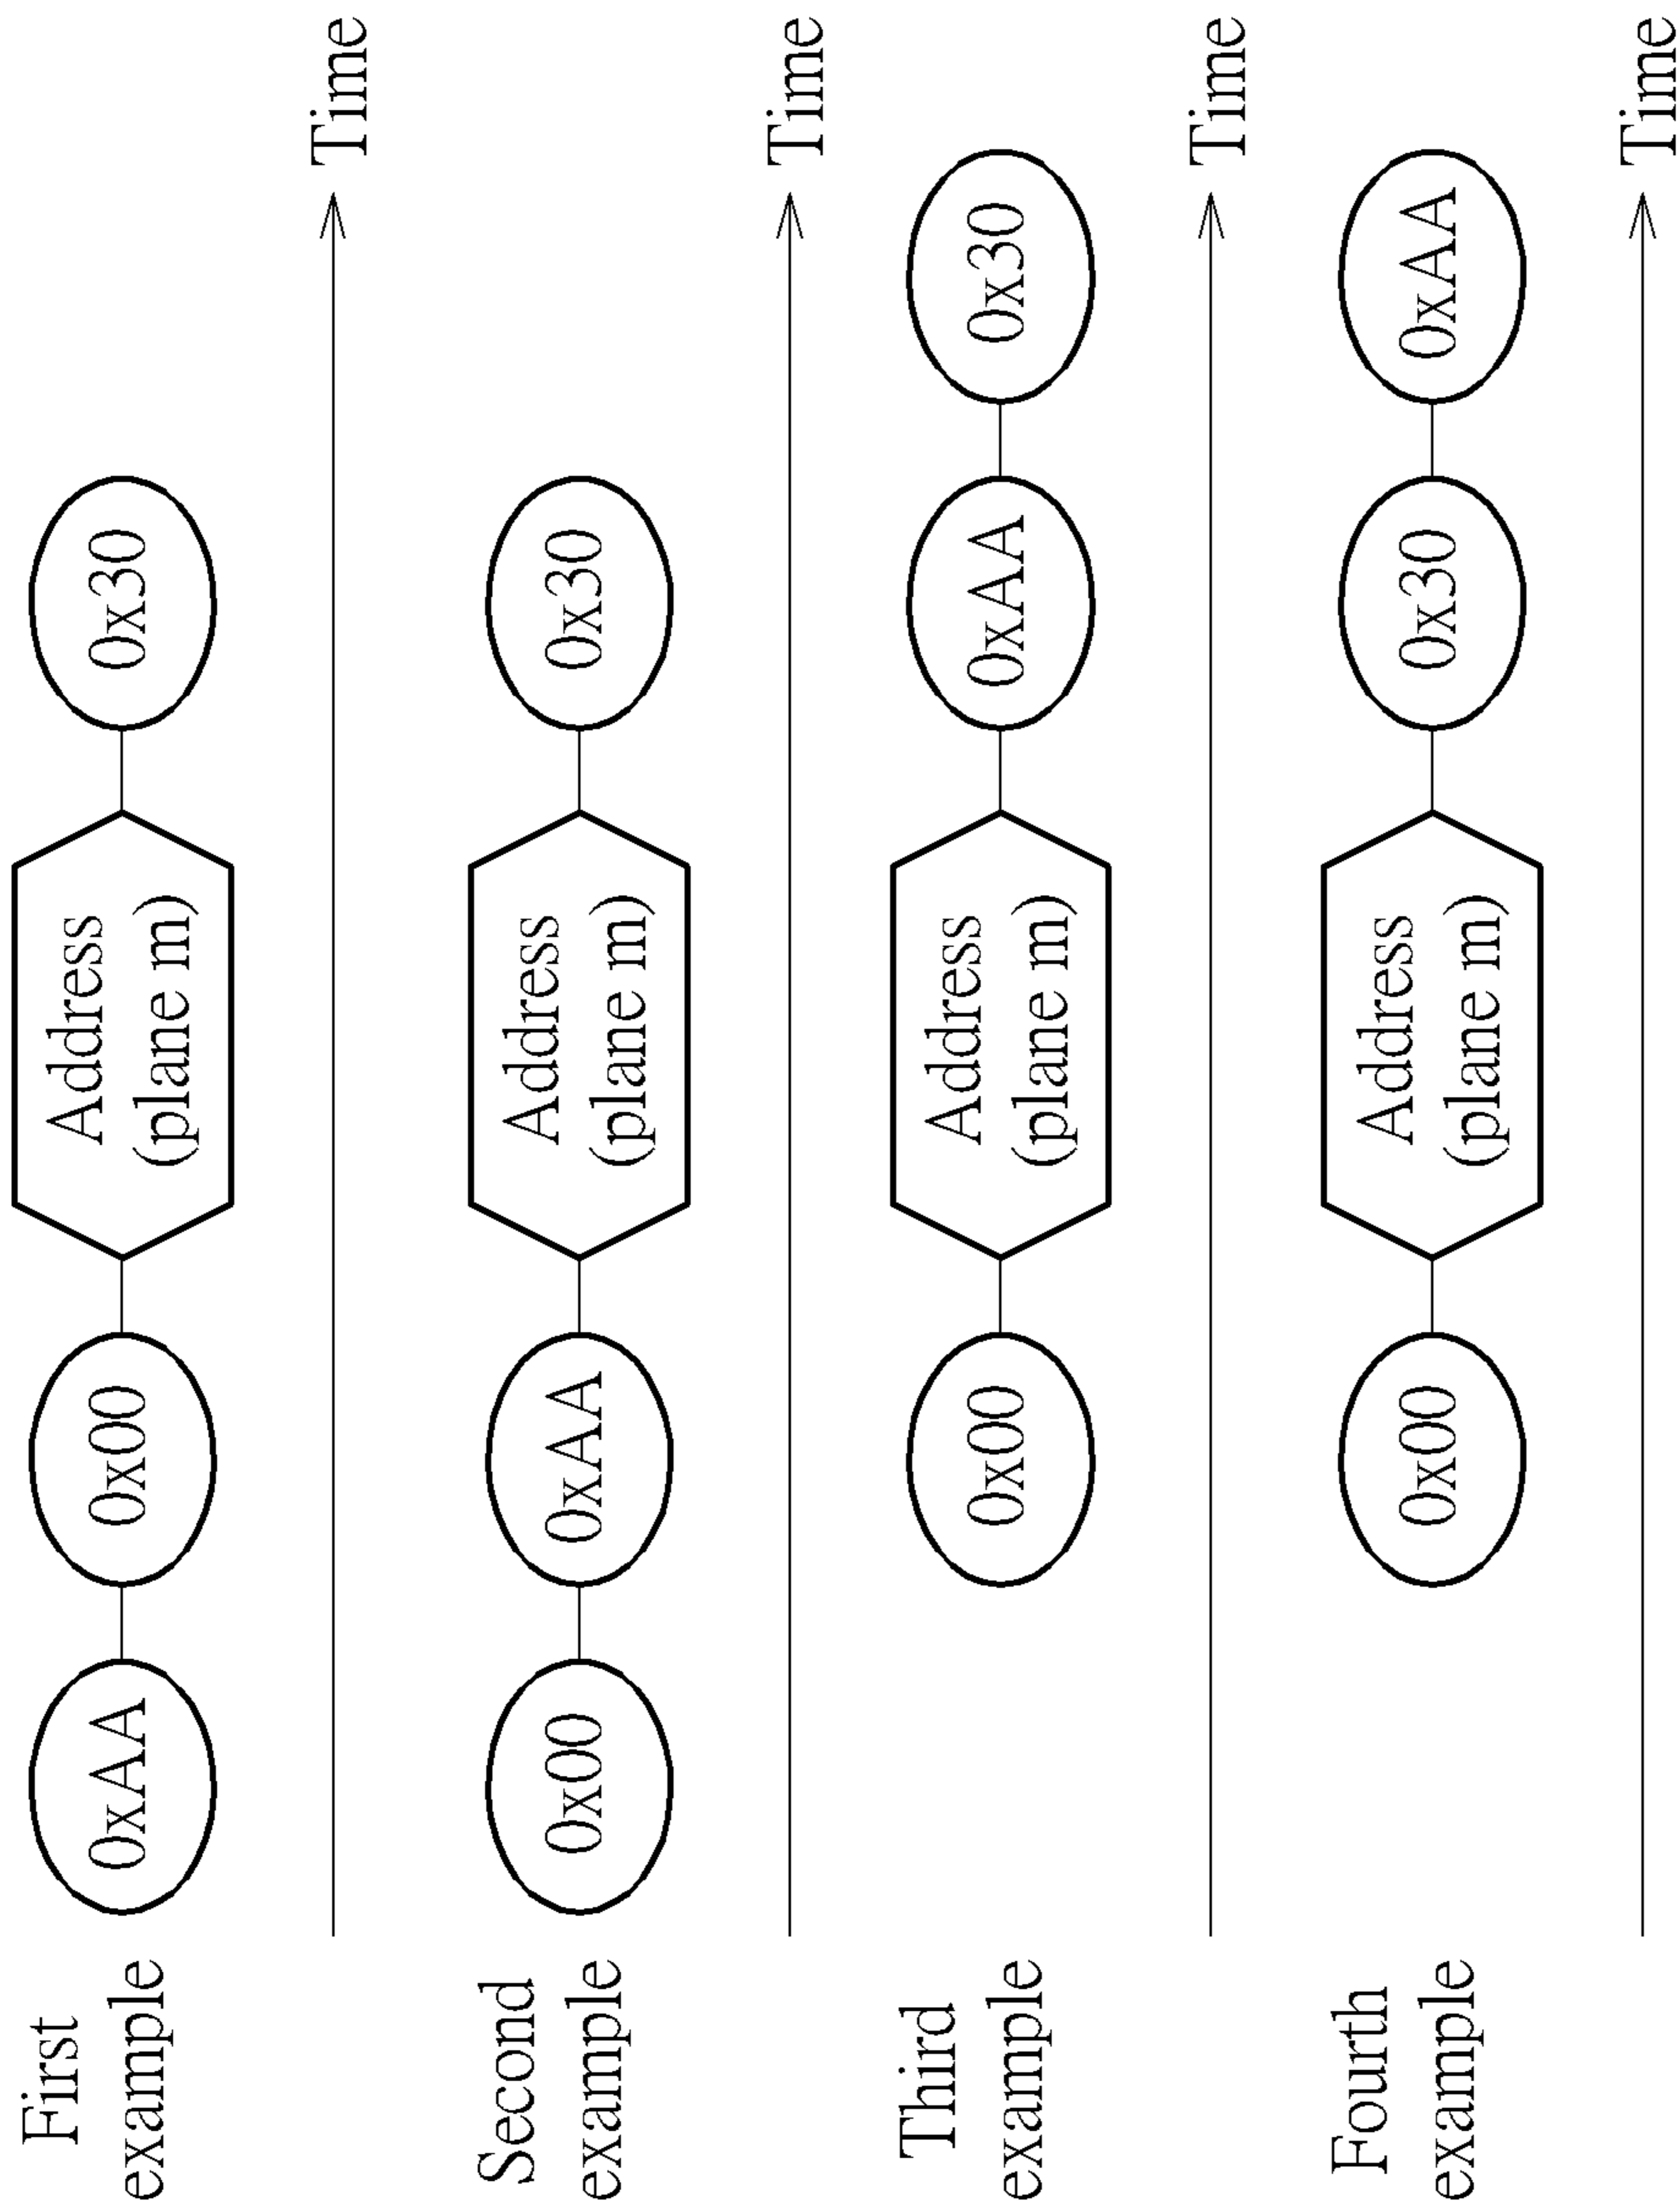 First
example
0xAA
0x00
Address
(plane m)
0x30
Time
Second
example
0x00
0xAA
Address
(plane m)
0x30
Time
Third
example
0x00
Address
(plane m)
0xAA
0x30
Time
Fourth
example
0x00
Address
(plane m)
0x30
0xAA
Time